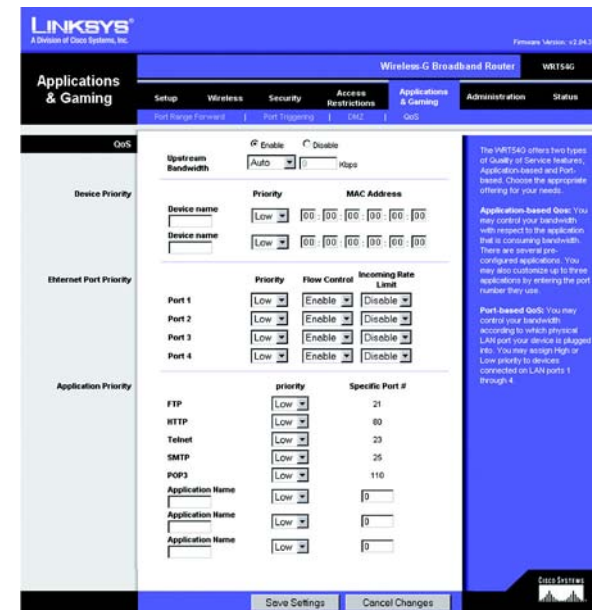 LINKSYS®
A Division of Cisco Systems, Inc.
Firmware Version: v2.04.3
Wireless-G Broadband Router WRT54G
Applications & Gaming
Setup Wireless Security Access Restrictions Applications & Gaming Administration Status
Port Range Forward | Port Triggering | DMZ | QoS
QoS
Enable Disable
Upstream Bandwidth Auto 0 Kbps
Device Priority
Priority MAC Address
Device name
Low 00 : 00 : 00 : 00 : 00 : 00
Device name
Low 00 : 00 : 00 : 00 : 00 : 00
Ehternet Port Priority
Priority Flow Control Incoming Rate Limit
Port 1 Low Enable Disable
Port 2 Low Enable Disable
Port 3 Low Enable Disable
Port 4 Low Enable Disable
Application Priority
priority Specific Port #
FTP Low 21
HTTP Low 80
Telnet Low 23
SMTP Low 25
POP3 Low 110
Application Name
Low 0
Application Name
Low 0
Application Name
Low 0
Save Settings Cancel Changes
The WRT54G offers two types
of Quality of Service features,
Application-based and Port-
based. Choose the appropriate
offering for your needs.
Application-based Qos: You
may control your bandwidth
with respect to the application
that is consuming bandwidth.
There are several pre-
configured applications. You
may also customize up to three
applications by entering the port
number they use.
Port-based QoS: You may
control your bandwidth
according to which physical
LAN port your device is plugged
into. You may assign High or
Low priority to devices
connected on LAN ports 1
through 4.
CISCO SYSTEMS